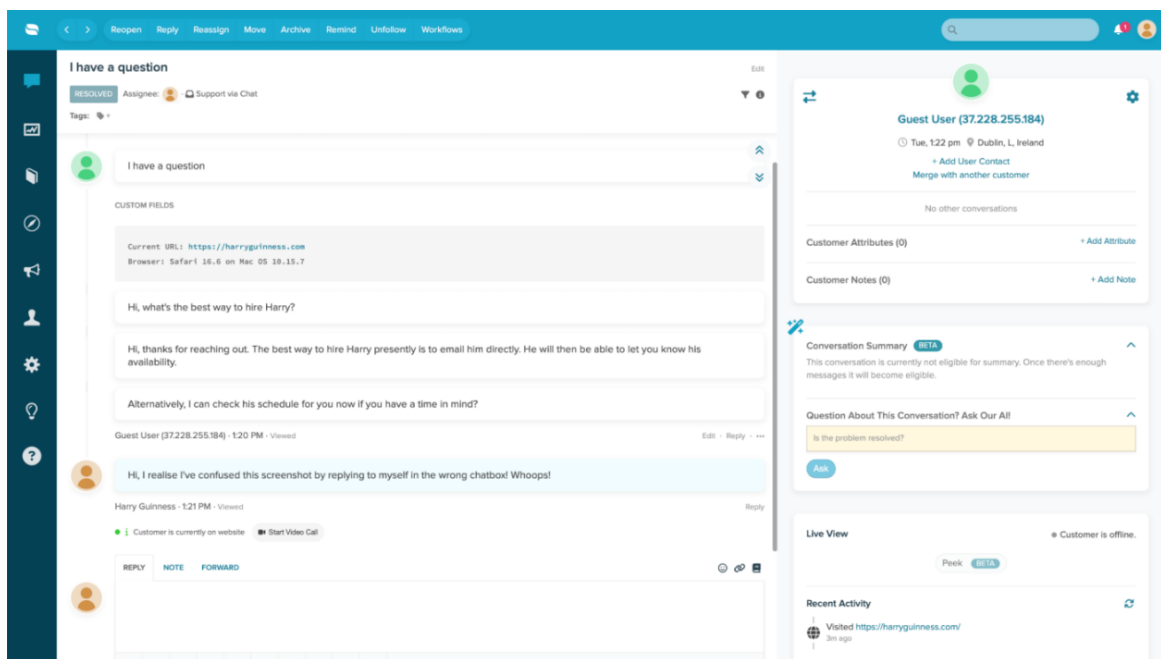 Reopen Reply Reassign Move Archive Remind Unfollow Workflows
1
I have a question
Edit
RESOLVED Assignee: - Support via Chat
Tags: +
I have a question
CUSTOM FIELDS
Current URL: https://harryguinness.com
Browser: Safari 16.6 on Mac OS 10.15.7
Hi, what's the best way to hire Harry?
Hi, thanks for reaching out. The best way to hire Harry presently is to email him directly. He will then be able to let you know his
availability.
Alternatively, I can check his schedule for you now if you have a time in mind?
Guest User (37.228.255.184) - 1:20 PM - Viewed
Edit - Reply - •••
Hi, I realise I've confused this screenshot by replying to myself in the wrong chatbox! Whoops!
Harry Guinness - 1:21 PM - Viewed
Reply
Customer is currently on website Start Video Call
REPLY NOTE FORWARD
Guest User (37.228.255.184)
Tue, 1:22 pm Dublin, L, Ireland
+ Add User Contact
Merge with another customer
No other conversations
Customer Attributes (0) + Add Attribute
Customer Notes (0) + Add Note
Conversation Summary BETA
This conversation is currently not eligible for summary. Once there's enough
messages it will become eligible.
Question About This Conversation? Ask Our AI!
Is the problem resolved?
Ask
Live View Customer is offline.
Peek BETA
Recent Activity
Visited https://harryguinness.com/
3m ago